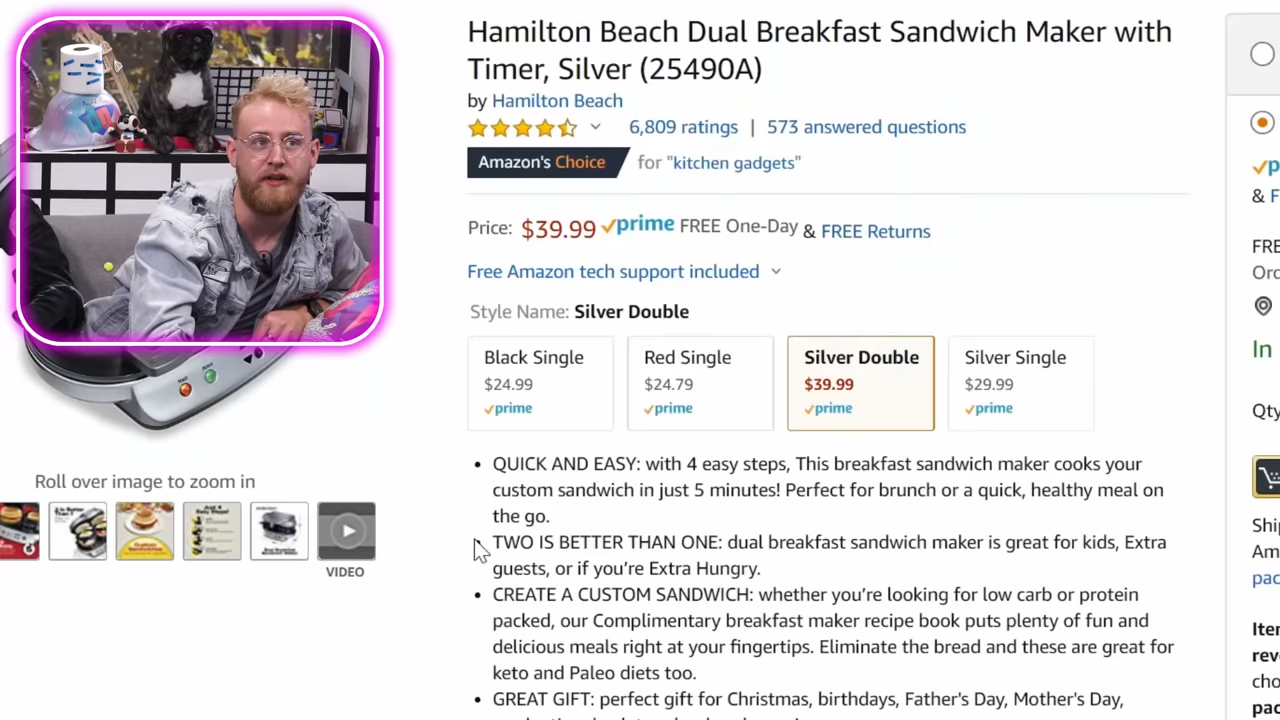 Hamilton Beach Dual Breakfast Sandwich Maker with
Timer, Silver (25490A)
by Hamilton Beach
6,809 ratings | 573 answered questions
Amazon's Choice for "kitchen gadgets"
Price: $39.99 prime FREE One-Day & FREE Returns
Free Amazon tech support included
Style Name: Silver Double
Black Single
$24.99
prime
Red Single
$24.79
prime
Silver Double
$39.99
prime
Silver Single
$29.99
prime
• QUICK AND EASY: with 4 easy steps, This breakfast sandwich maker cooks your
custom sandwich in just 5 minutes! Perfect for brunch or a quick, healthy meal on
the go.
• TWO IS BETTER THAN ONE: dual breakfast sandwich maker is great for kids, Extra
guests, or if you're Extra Hungry.
• CREATE A CUSTOM SANDWICH: whether you're looking for low carb or protein
packed, our Complimentary breakfast maker recipe book puts plenty of fun and
delicious meals right at your fingertips. Eliminate the bread and these are great for
keto and Paleo diets too.
• GREAT GIFT: perfect gift for Christmas, birthdays, Father's Day, Mother's Day,
Roll over image to zoom in
VIDEO
& F
FRE
Ord
In
Qty
Ship
Am
pac
Iter
reve
cho
pac